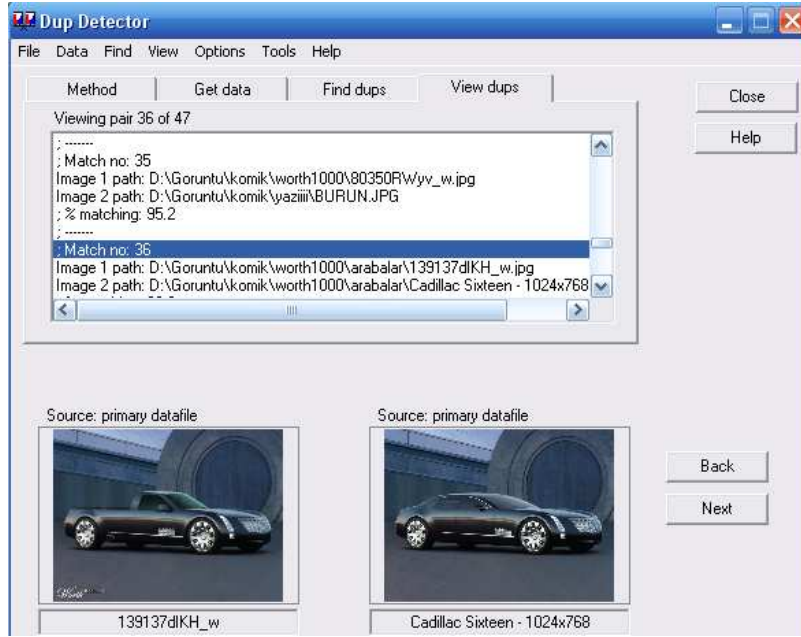 Dup Detector
File Data Find View Options Tools Help
Method Get data Find dups View dups
Close
Help
Viewing pair 36 of 47
; -------
; Match no: 35
Image 1 path: D:\Goruntu\komik\worth1000\80350RWyv_w.jpg
Image 2 path: D:\Goruntu\komik\yaziiii\BURUN.JPG
; % matching: 95.2
; -------
; Match no: 36
Image 1 path: D:\Goruntu\komik\worth1000\arabalar\139137dIKH_w.jpg
Image 2 path: D:\Goruntu\komik\worth1000\arabalar\Cadillac Sixteen - 1024x768
Source: primary datafile
Source: primary datafile
Back
Next
Worth
139137dIKH_w
Cadillac Sixteen - 1024x768